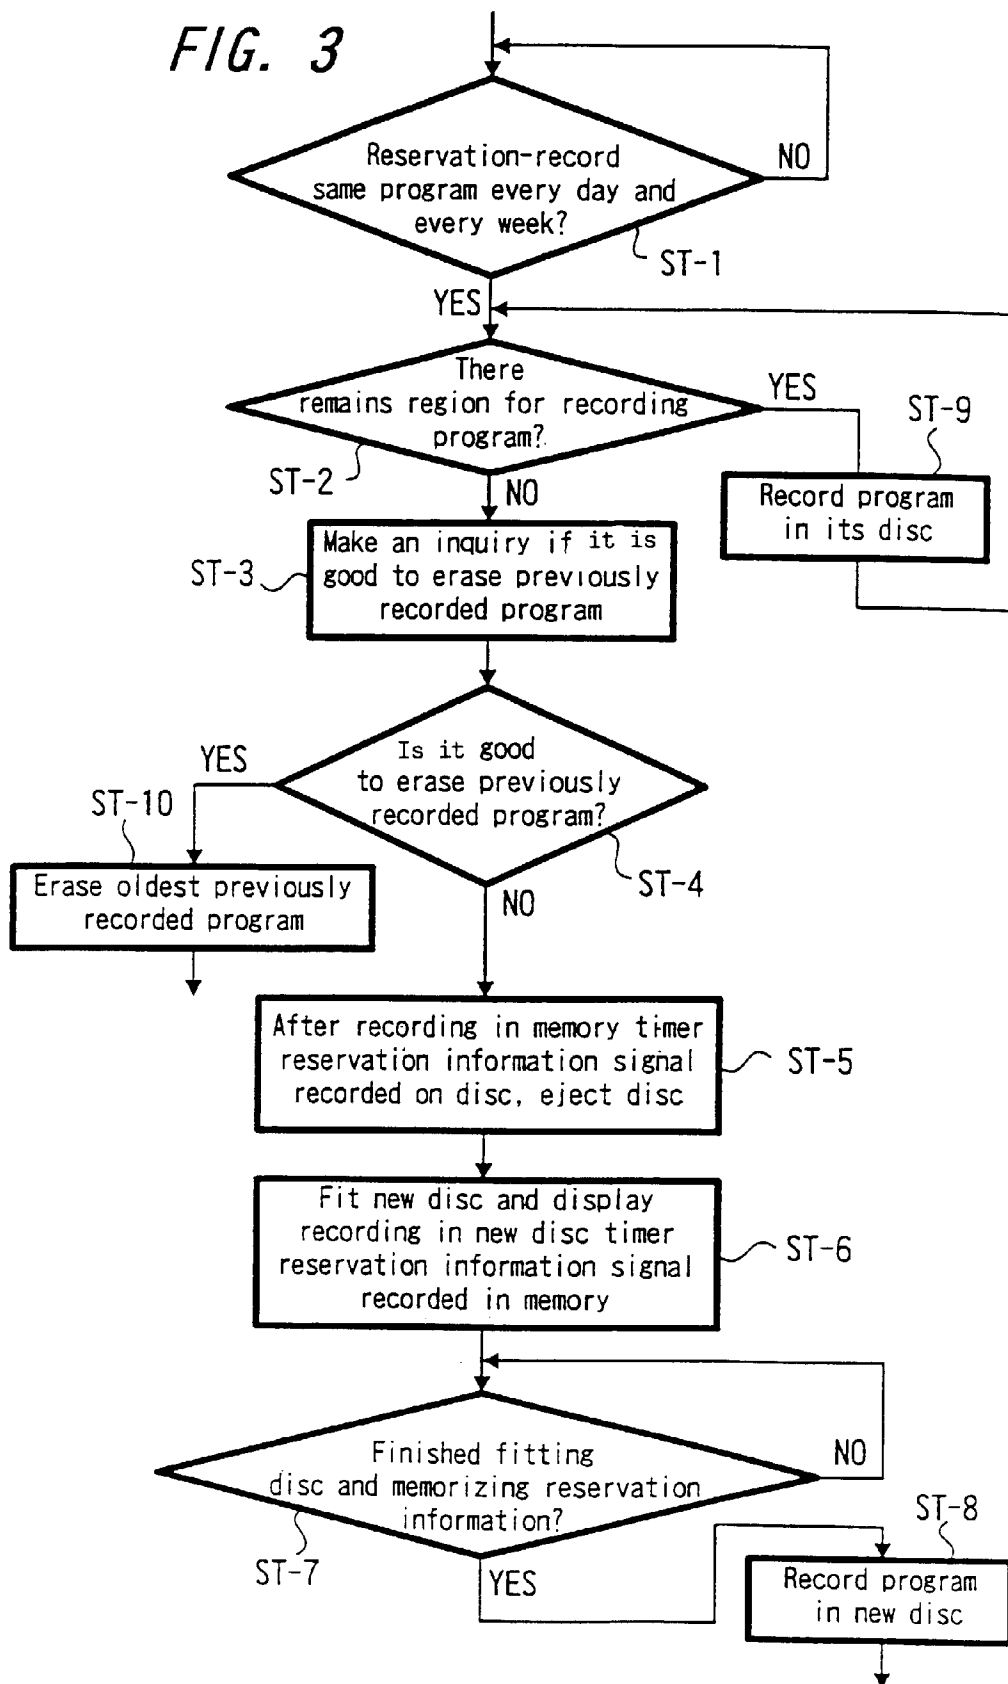 FIG. 3
Reservation-record
same program every day and
every week?
NO
ST-1
YES
There
remains region for recording
program?
YES
ST-9
ST-2
NO
Record program
in its disc
Make an inquiry if it is
good to erase previously
recorded program
ST-3
Is it good
to erase previously
recorded program?
YES
ST-10
ST-4
NO
Erase oldest previously
recorded program
After recording in memory timer
reservation information signal
recorded on disc, eject disc
ST-5
Fit new disc and display
recording in new disc timer
reservation information signal
recorded in memory
ST-6
Finished fitting
disc and memorizing reservation
information?
NO
ST-7
YES
ST-8
Record program
in new disc